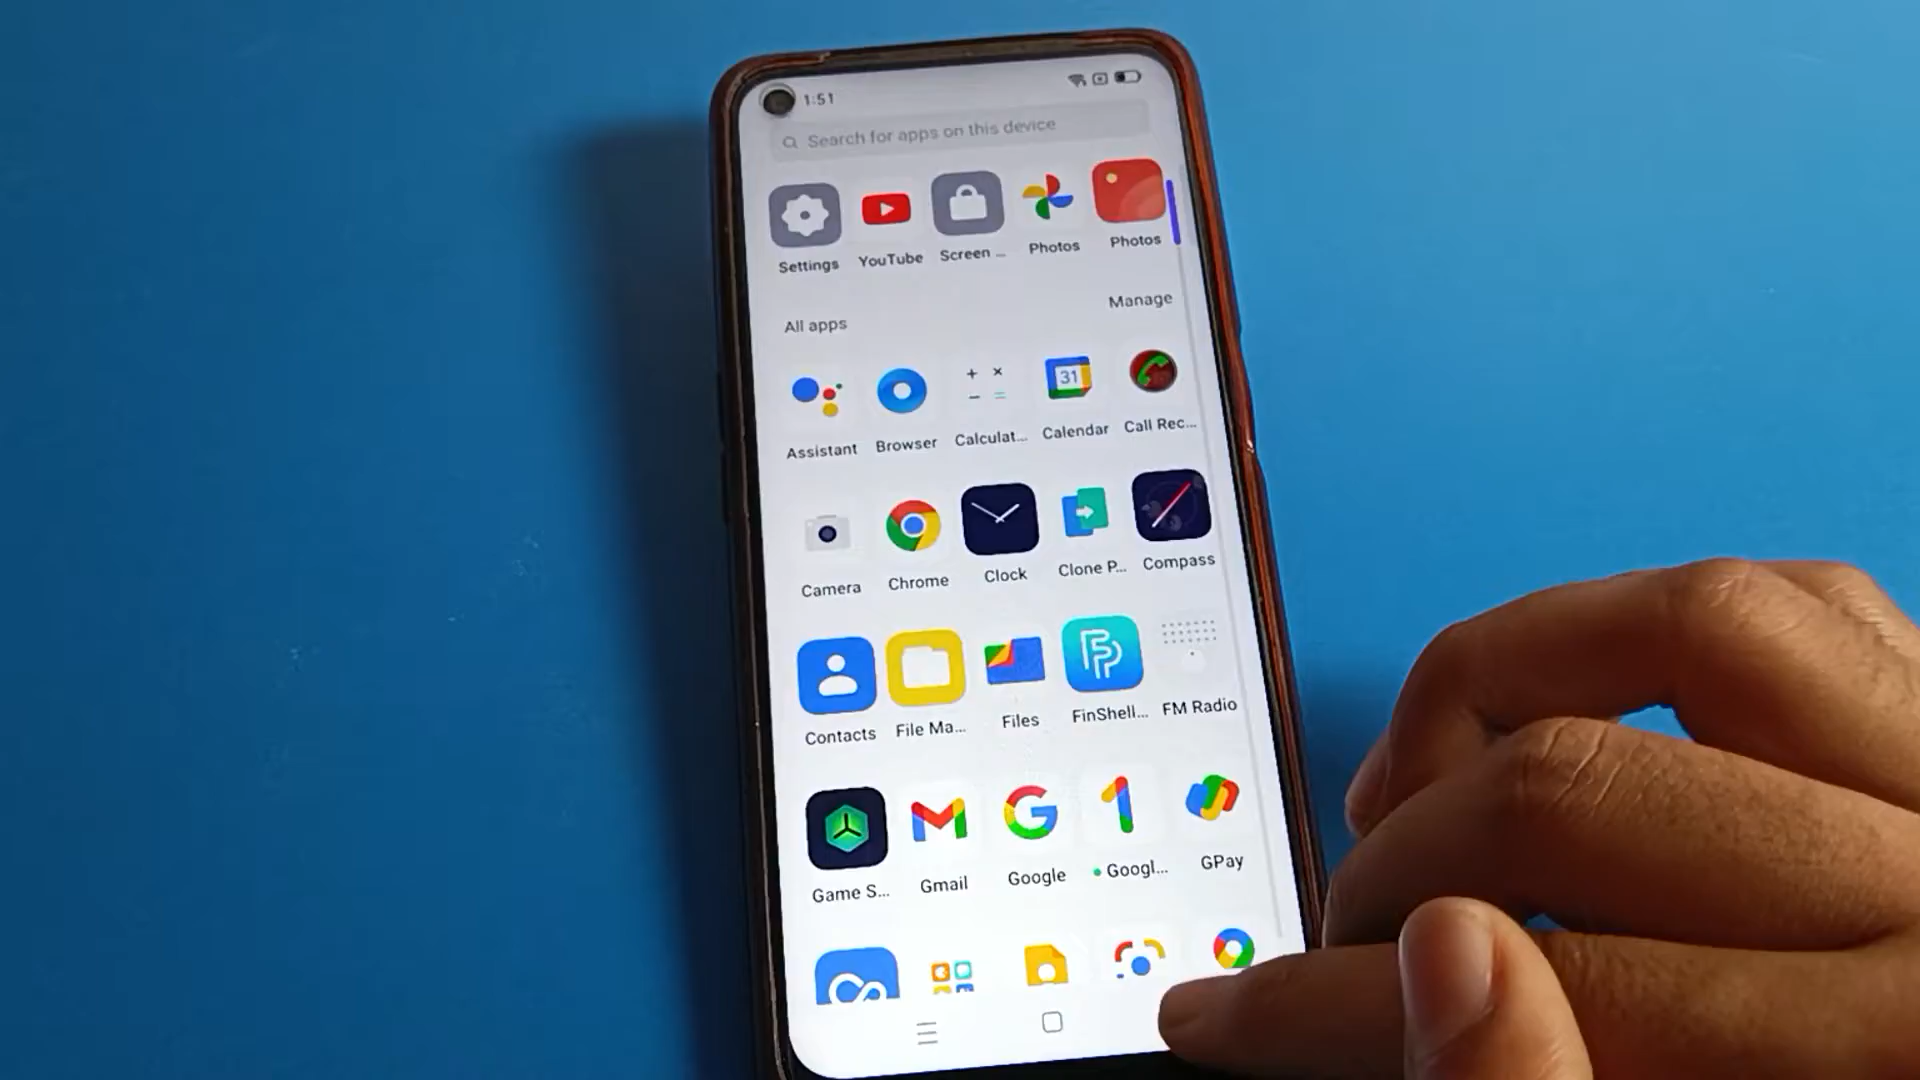 1:51
Search for apps on this device
Settings YouTube Screen ... Photos Photos
All apps Manage
31
Assistant Browser Calculat... Calendar Call Rec...
Camera Chrome Clock Clone P... Compass
Contacts File Ma... Files FinShell... FM Radio
Game S... Gmail Google Googl... GPay